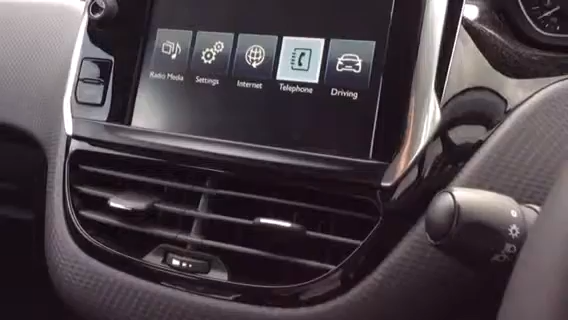 Radio Media
Settings
Internet
Telephone
Driving